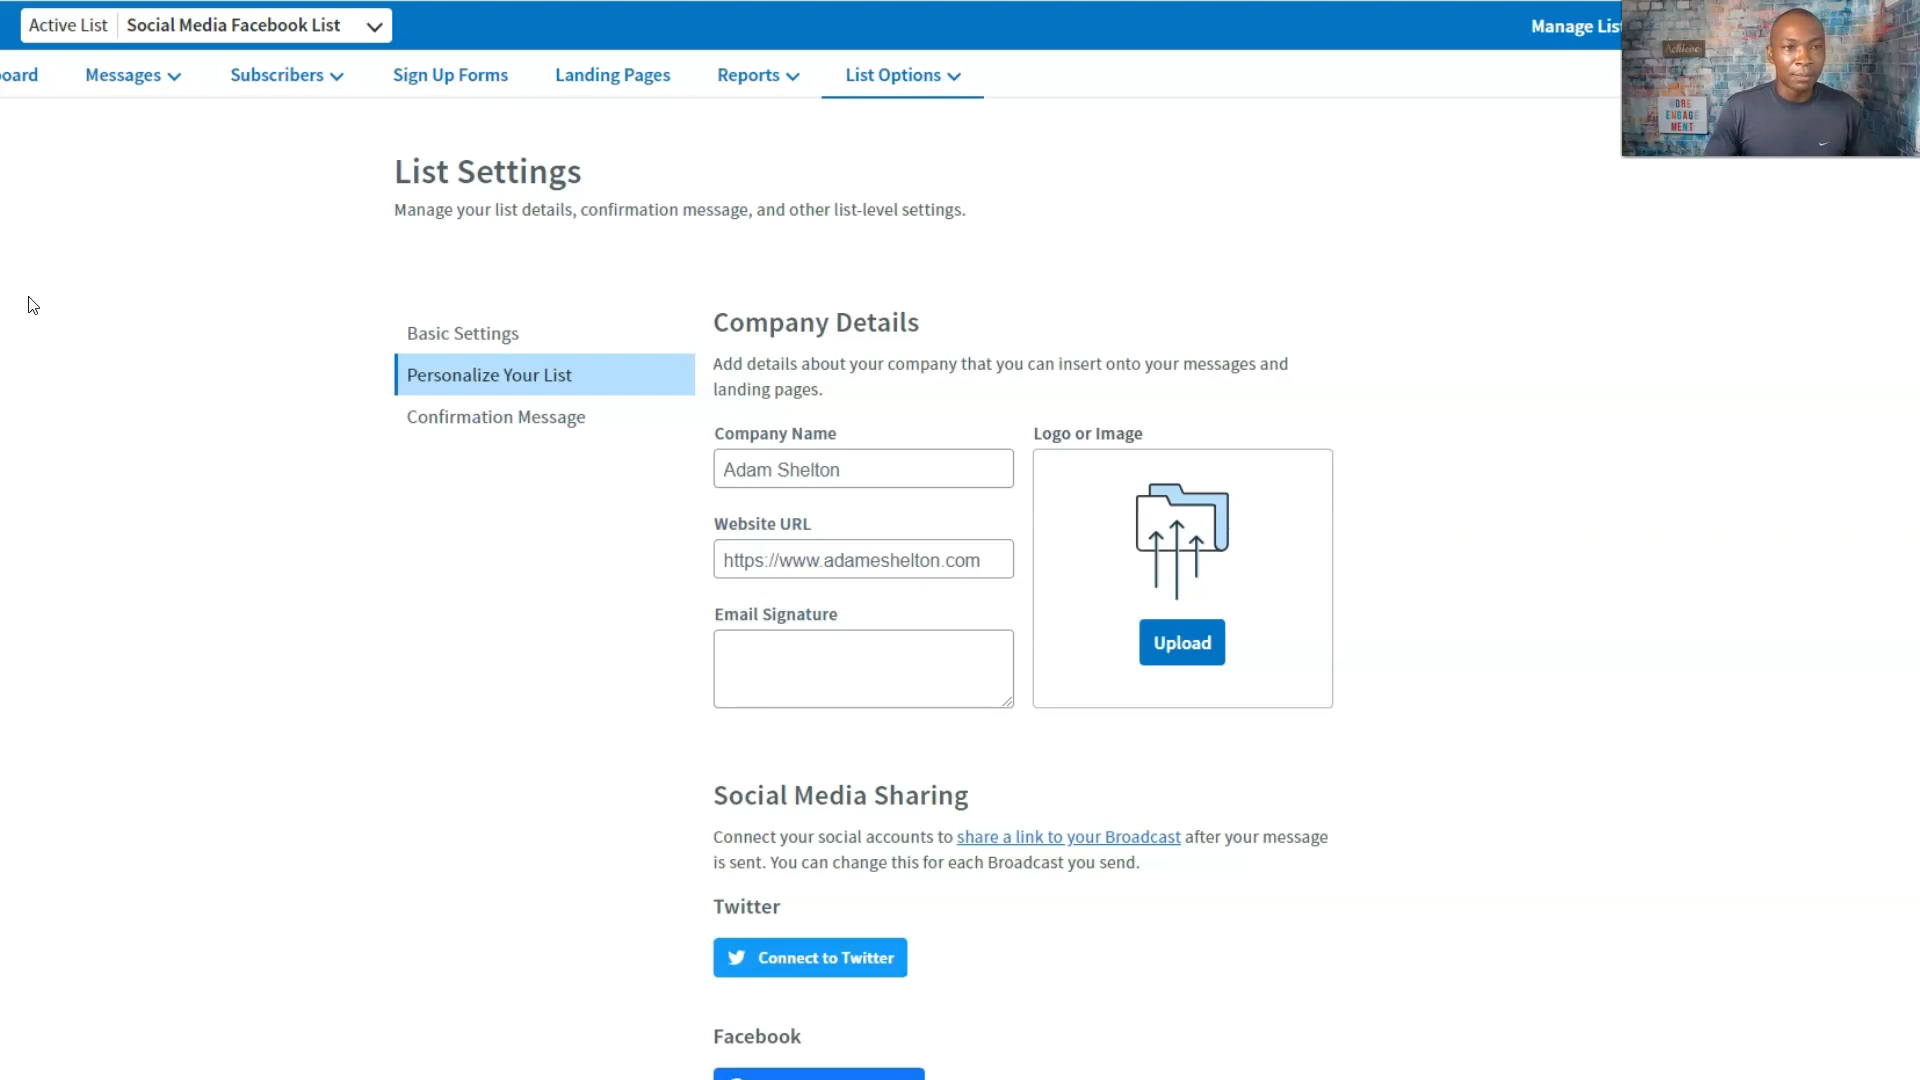 Active List Social Media Facebook List
Manage Lis
oard Messages Subscribers Sign Up Forms Landing Pages Reports List Options
Achieve
MORE
ENGAGE
MENT
List Settings
Manage your list details, confirmation message, and other list-level settings.
Basic Settings
Personalize Your List
Confirmation Message
Company Details
Add details about your company that you can insert onto your messages and
landing pages.
Company Name
Adam Shelton
Logo or Image
Website URL
https://www.adameshelton.com
Email Signature
Upload
Social Media Sharing
Connect your social accounts to share a link to your Broadcast after your message
is sent. You can change this for each Broadcast you send.
Twitter
Connect to Twitter
Facebook